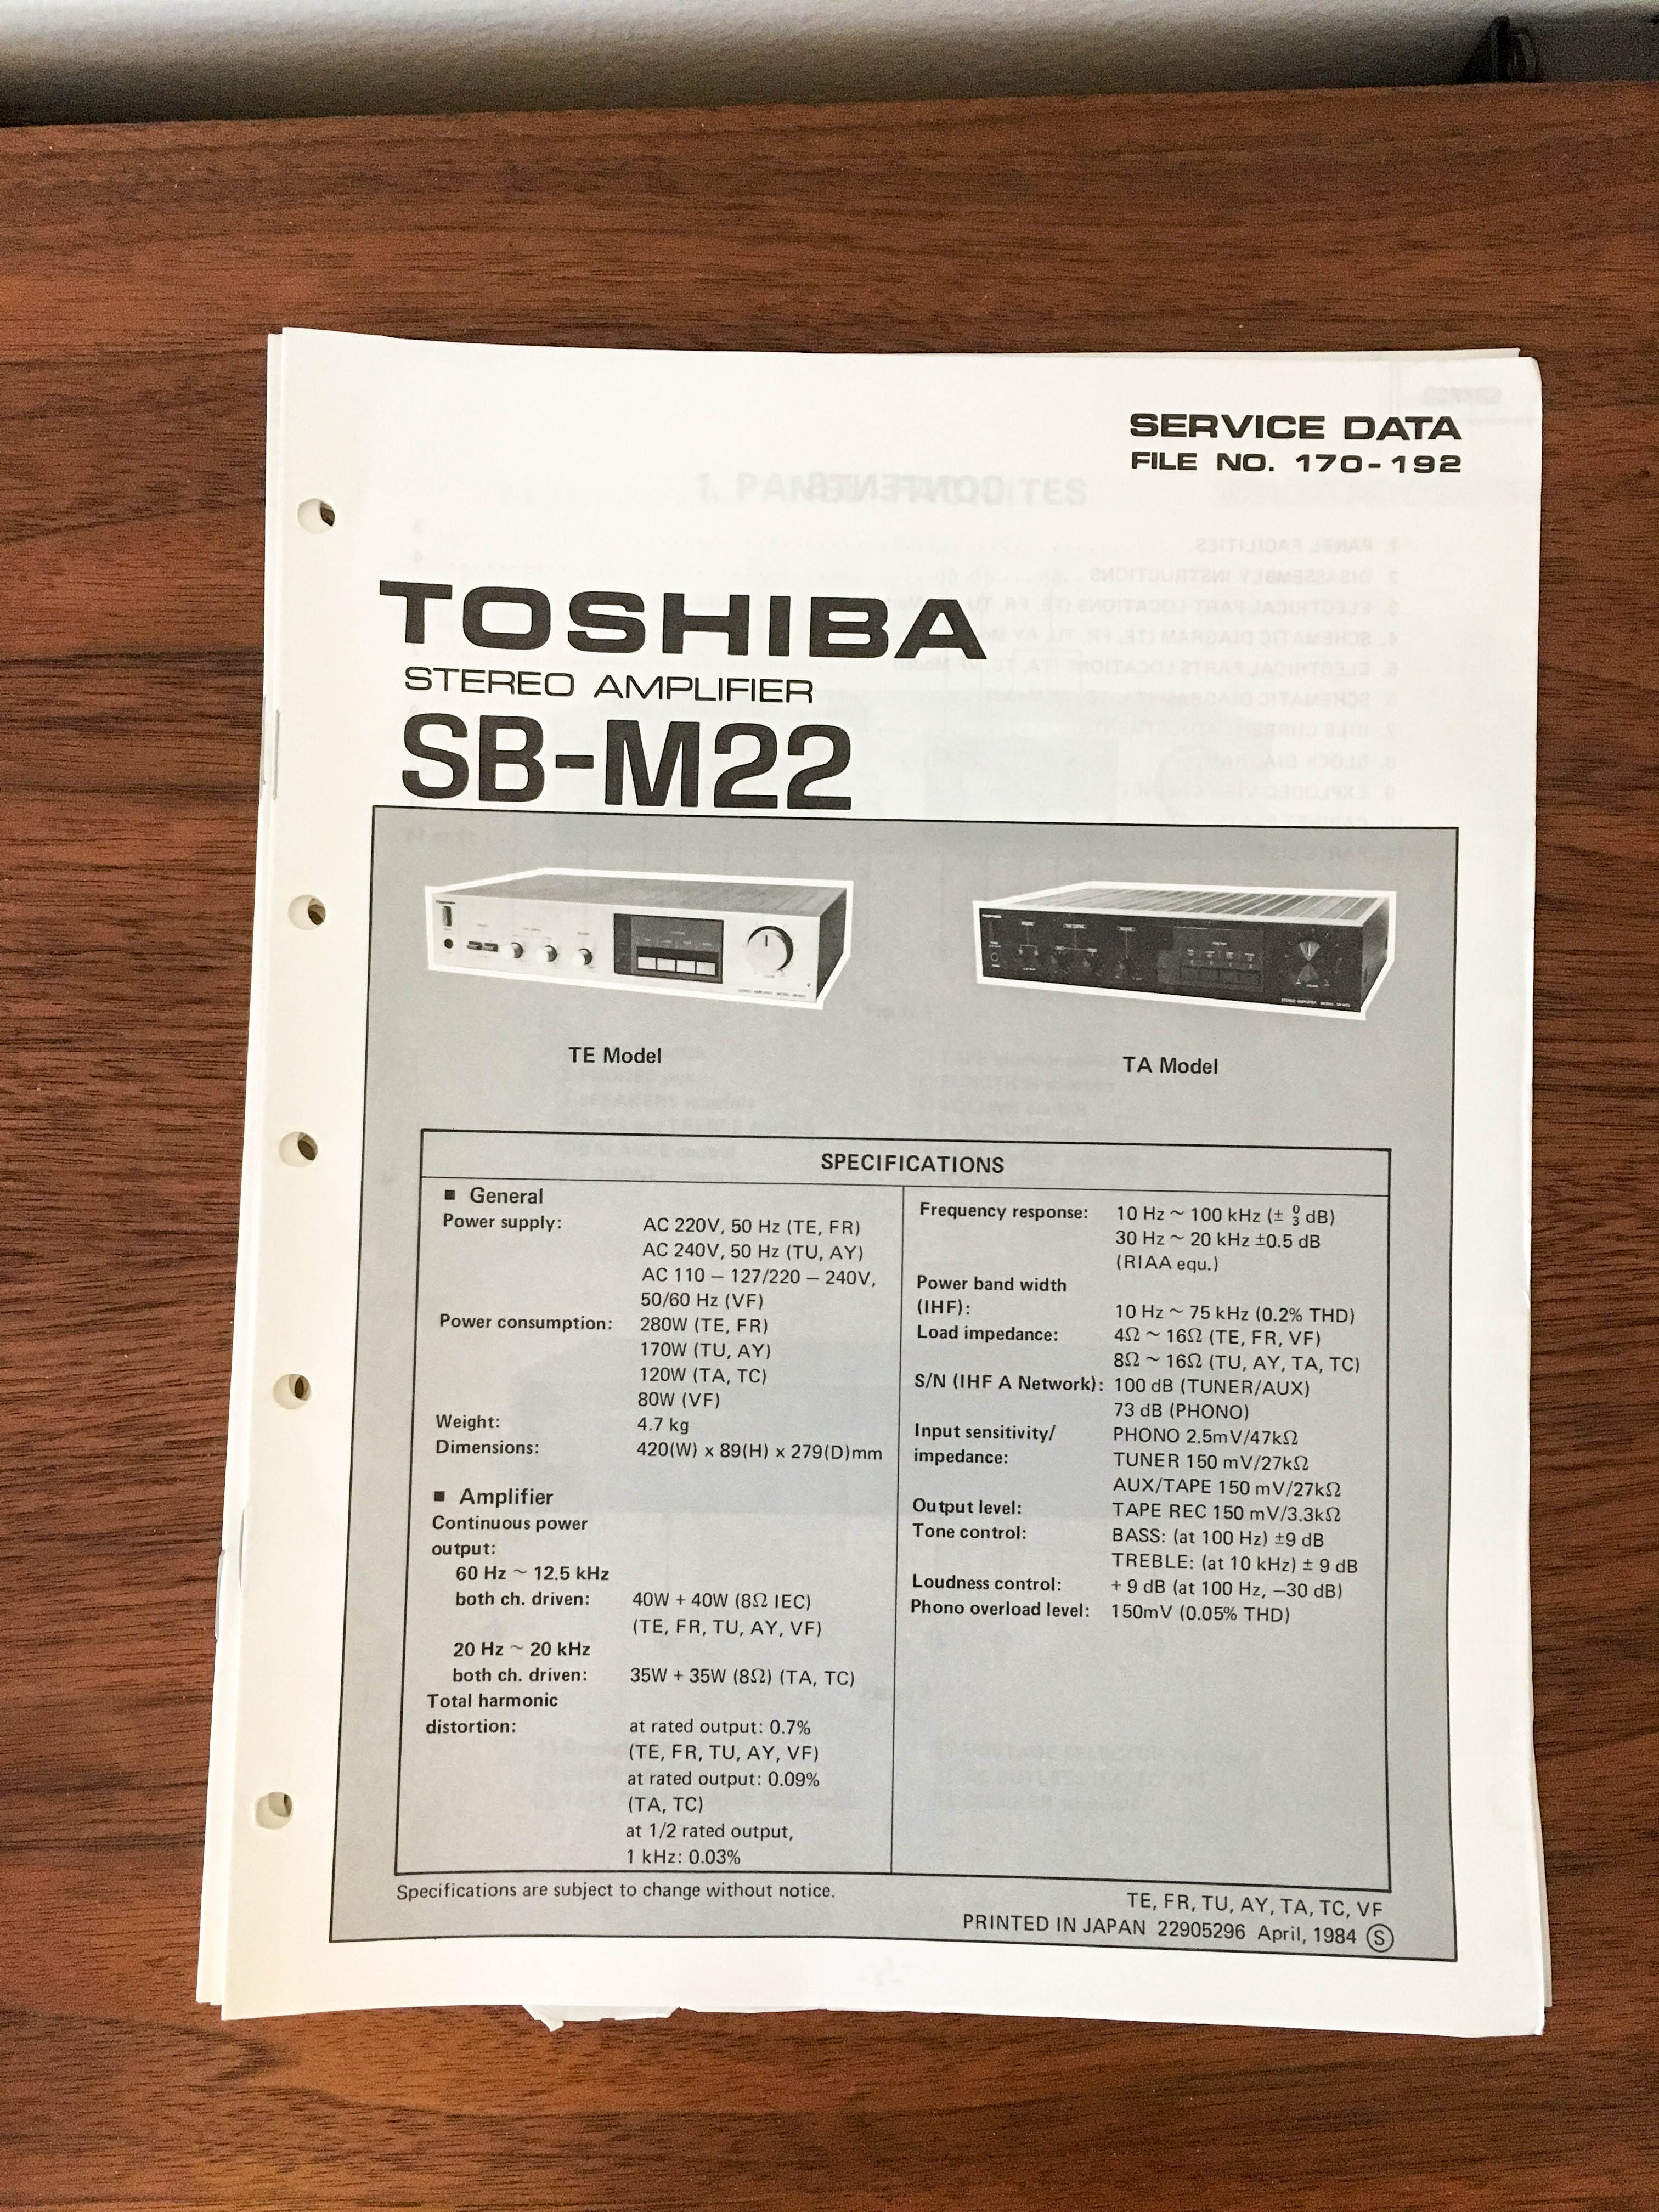 SERVICE DATA
FILE NO. 170-192
TOSHIBA
STEREO AMPLIFIER
SB-M22
TOSHIBA
TOSHIBA
TE Model
TA Model
SPECIFICATIONS
■ General
Power supply: AC 220V, 50 Hz (TE, FR)
AC 240V, 50 Hz (TU, AY)
AC 110 – 127/220 – 240V,
50/60 Hz (VF)
Power consumption: 280W (TE, FR)
170W (TU, AY)
120W (TA, TC)
80W (VF)
Weight: 4.7 kg
Dimensions: 420(W) x 89(H) x 279(D)mm
■ Amplifier
Continuous power
output:
60 Hz ~ 12.5 kHz
both ch. driven: 40W + 40W (8Ω IEC)
(TE, FR, TU, AY, VF)
20 Hz ~ 20 kHz
both ch. driven: 35W + 35W (8Ω) (TA, TC)
Total harmonic
distortion: at rated output: 0.7%
(TE, FR, TU, AY, VF)
at rated output: 0.09%
(TA, TC)
at 1/2 rated output,
1 kHz: 0.03%
Frequency response: 10 Hz ~ 100 kHz (± 0/3 dB)
30 Hz ~ 20 kHz ±0.5 dB
(RIAA equ.)
Power band width
(IHF): 10 Hz ~ 75 kHz (0.2% THD)
Load impedance: 4Ω ~ 16Ω (TE, FR, VF)
8Ω ~ 16Ω (TU, AY, TA, TC)
S/N (IHF A Network): 100 dB (TUNER/AUX)
73 dB (PHONO)
Input sensitivity/ PHONO 2.5mV/47kΩ
impedance: TUNER 150 mV/27kΩ
AUX/TAPE 150 mV/27kΩ
Output level: TAPE REC 150 mV/3.3kΩ
Tone control: BASS: (at 100 Hz) ±9 dB
TREBLE: (at 10 kHz) ± 9 dB
Loudness control: + 9 dB (at 100 Hz, –30 dB)
Phono overload level: 150mV (0.05% THD)
Specifications are subject to change without notice.
TE, FR, TU, AY, TA, TC, VF
PRINTED IN JAPAN 22905296 April, 1984 Ⓢ